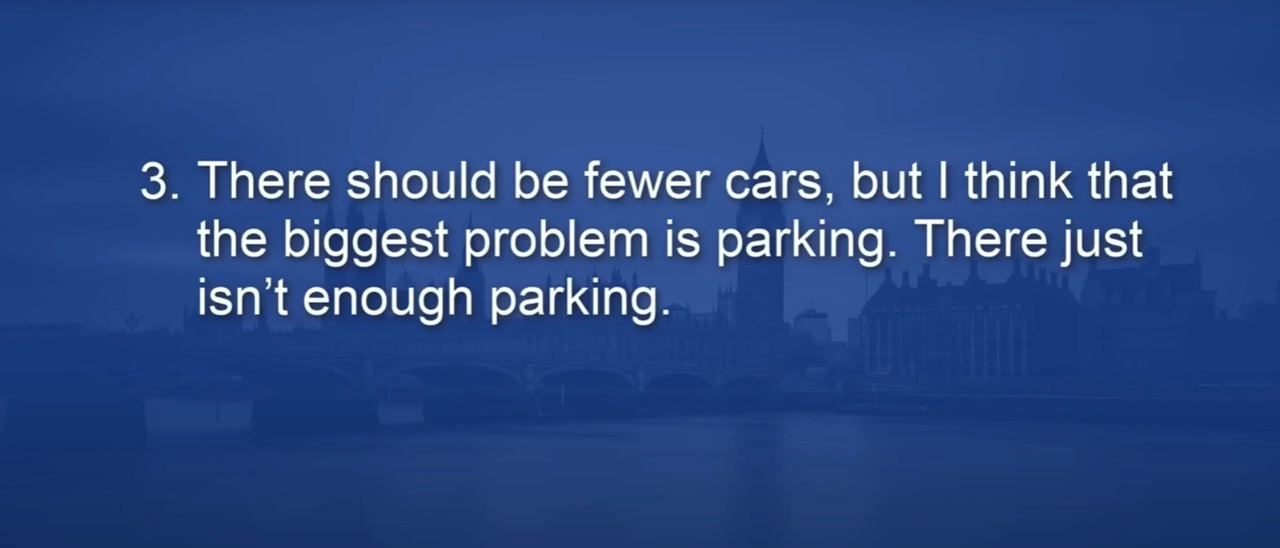 3. There should be fewer cars, but I think that
the biggest problem is parking. There just
isn’t enough parking.